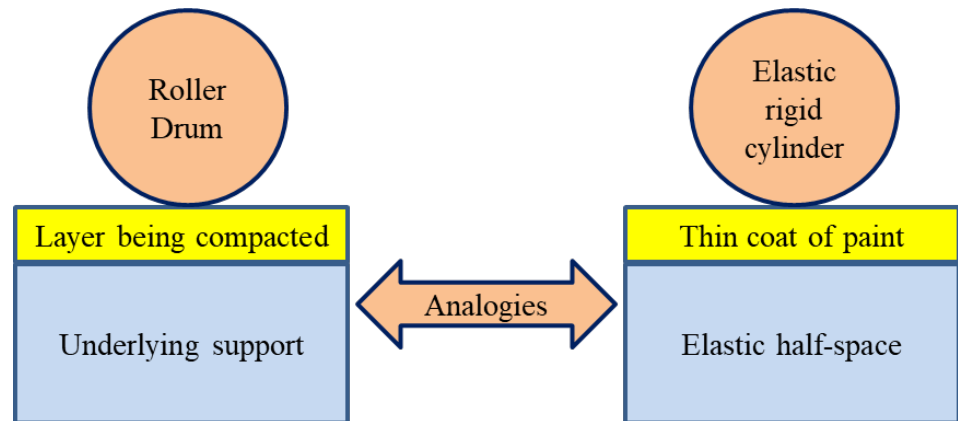 Roller
Drum
Layer being compacted
Underlying support
Analogies
Elastic
rigid
cylinder
Thin coat of paint
Elastic half-space